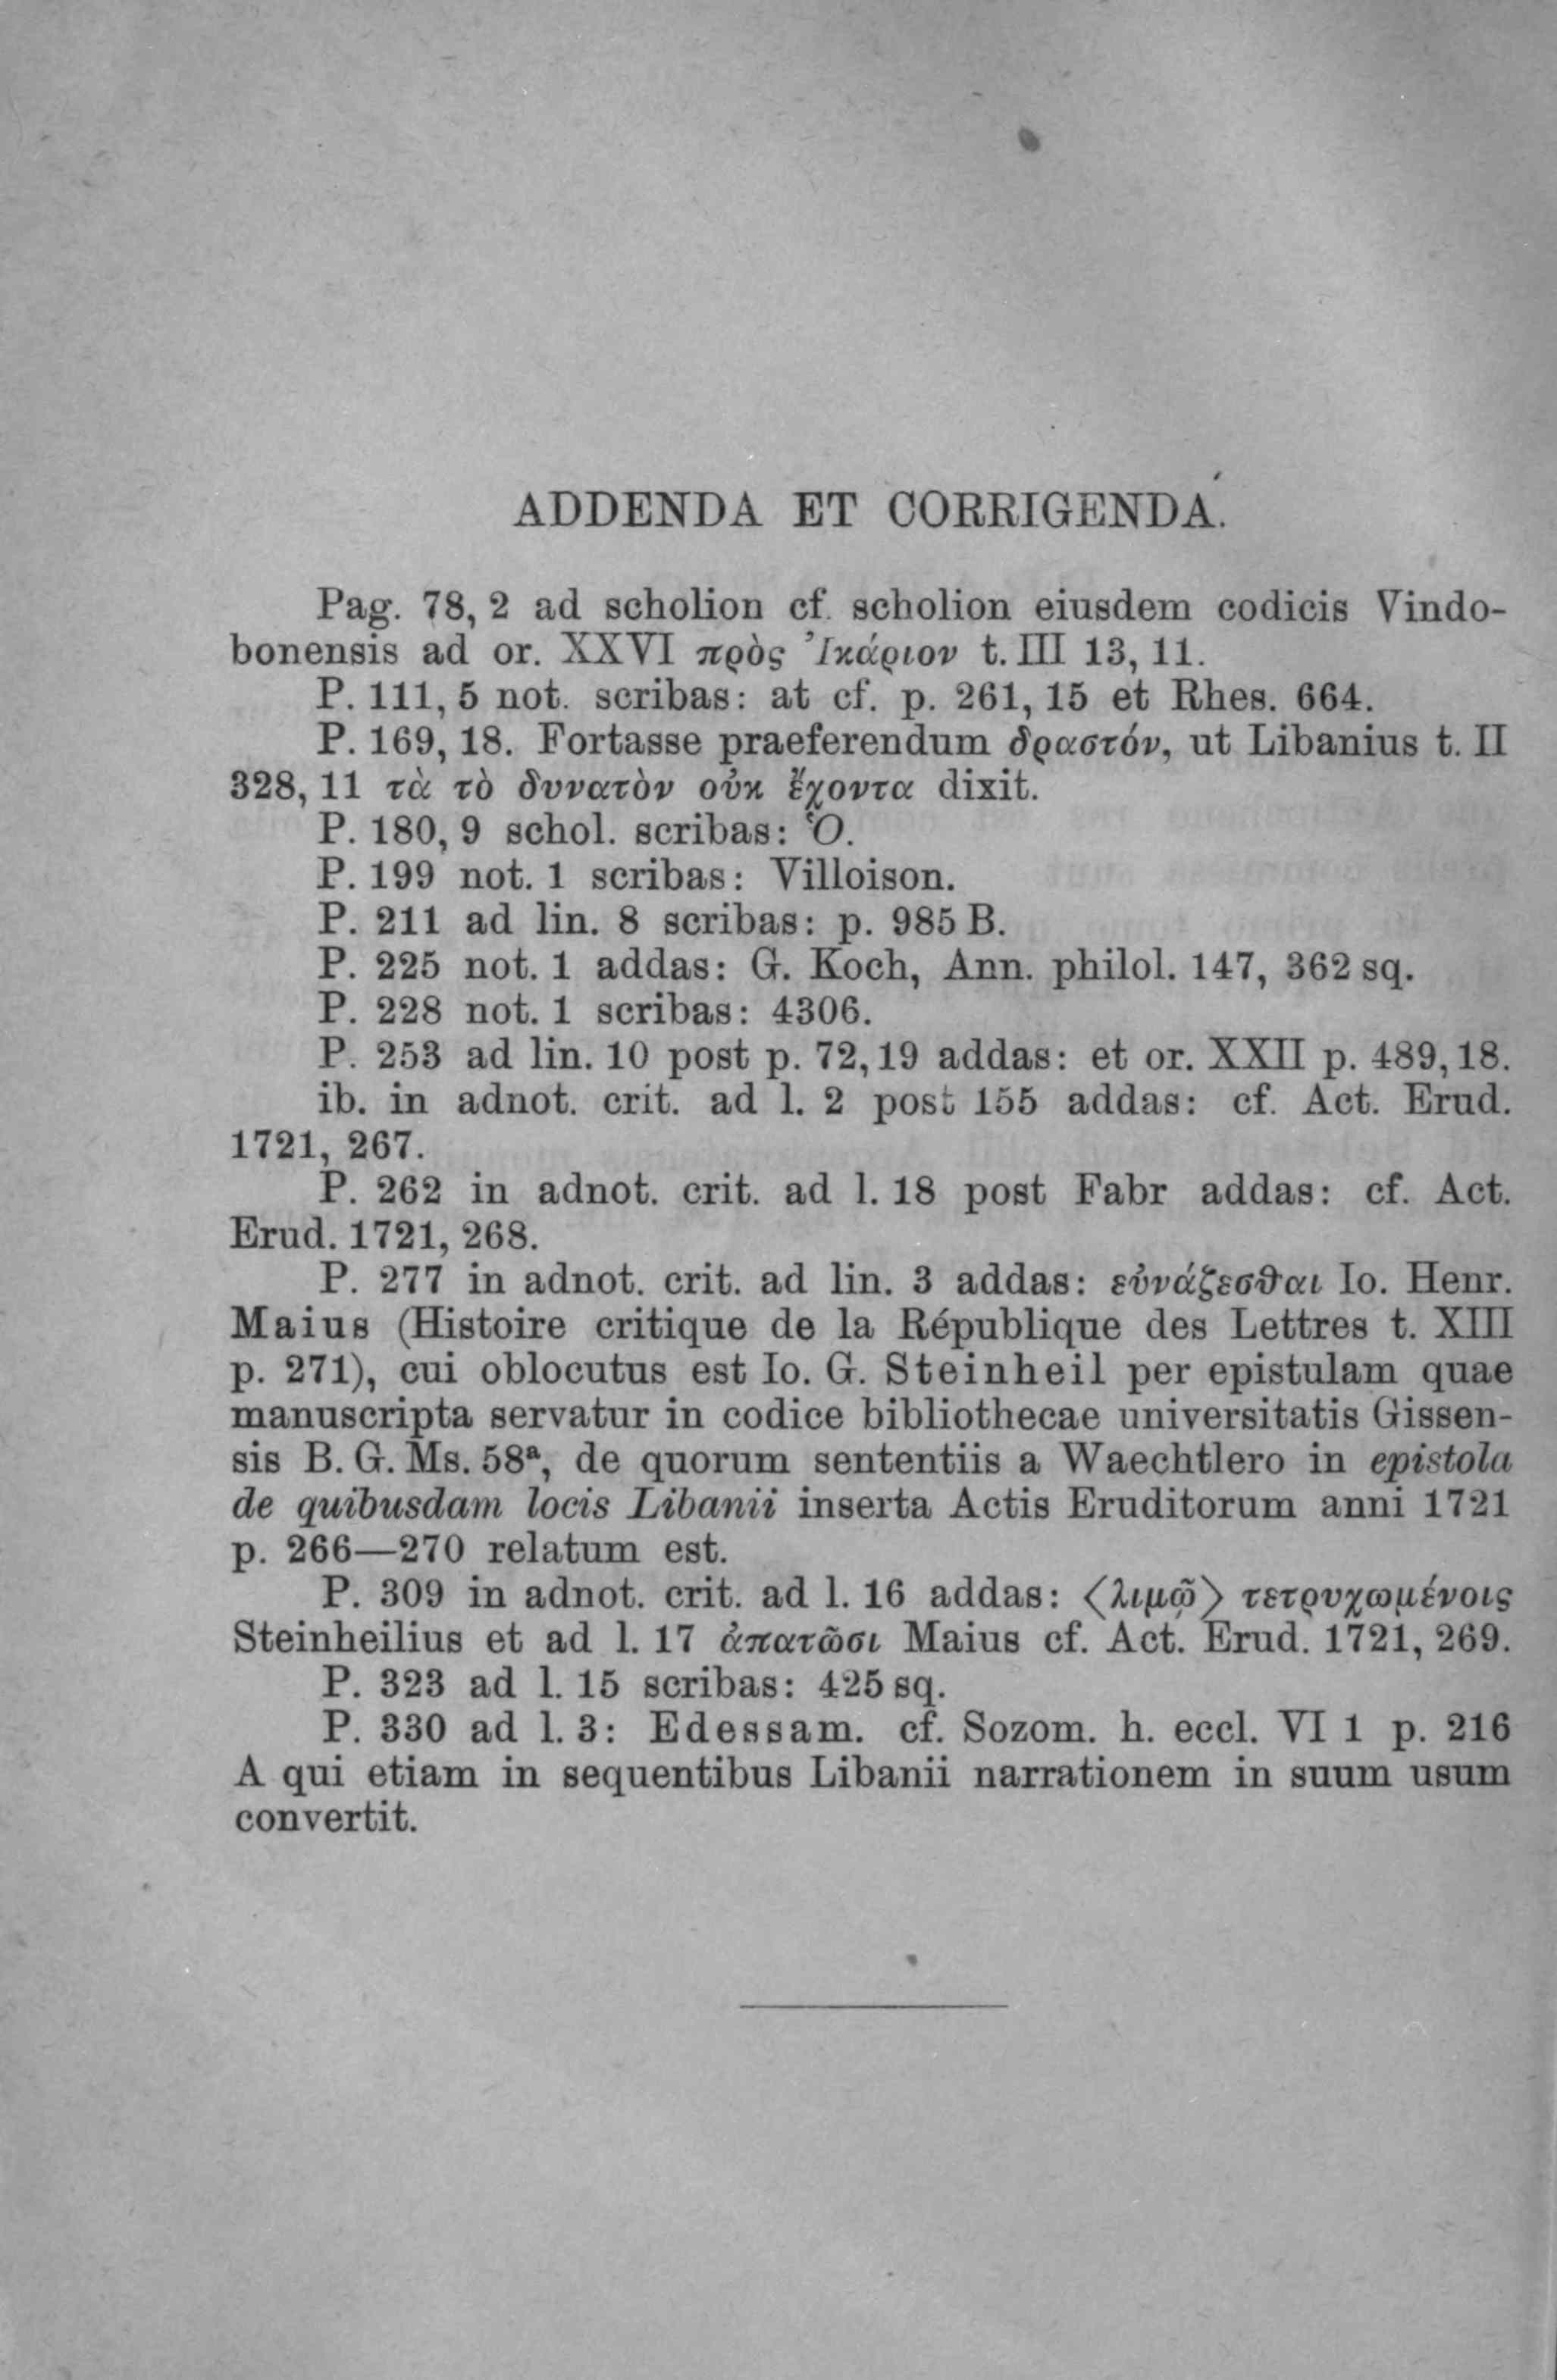 ADDENDA ET CORRIGENDA.
Pag. 78, 2 ad scholion cf. scholion eiusdem codicis Vindo-
bonensis ad or. XXVI πρὸς Ἰκάριον t. III 13, 11.
P. 111, 5 not. scribas: at cf. p. 261, 15 et Rhes. 664.
P. 169, 18. Fortasse praeferendum δραστόν, ut Libanius t. II
328, 11 τὰ τὸ δυνατὸν οὐκ ἔχοντα dixit.
P. 180, 9 schol. scribas: Ὁ.
P. 199 not. 1 scribas: Villoison.
P. 211 ad lin. 8 scribas: p. 985 B.
P. 225 not. 1 addas: G. Koch, Ann. philol. 147, 362 sq.
P. 228 not. 1 scribas: 4306.
P. 253 ad lin. 10 post p. 72, 19 addas: et or. XXII p. 489, 18.
ib. in adnot. crit. ad l. 2 post 155 addas: cf. Act. Erud.
1721, 267.
P. 262 in adnot. crit. ad l. 18 post Fabr addas: cf. Act.
Erud. 1721, 268.
P. 277 in adnot. crit. ad lin. 3 addas: εὐνάζεσθαι Io. Henr.
Maius (Histoire critique de la République des Lettres t. XIII
p. 271), cui oblocutus est Io. G. Steinheil per epistulam quae
manuscripta servatur in codice bibliothecae universitatis Gissen-
sis B. G. Ms. 58ª, de quorum sententiis a Waechtlero in epistola
de quibusdam locis Libanii inserta Actis Eruditorum anni 1721
p. 266—270 relatum est.
P. 309 in adnot. crit. ad l. 16 addas: ⟨λιμῷ⟩ τετρυχωμένοις
Steinheilius et ad l. 17 ἀπατῶσι Maius cf. Act. Erud. 1721, 269.
P. 323 ad l. 15 scribas: 425 sq.
P. 330 ad l. 3: Edessam. cf. Sozom. h. eccl. VI 1 p. 216
A qui etiam in sequentibus Libanii narrationem in suum usum
convertit.